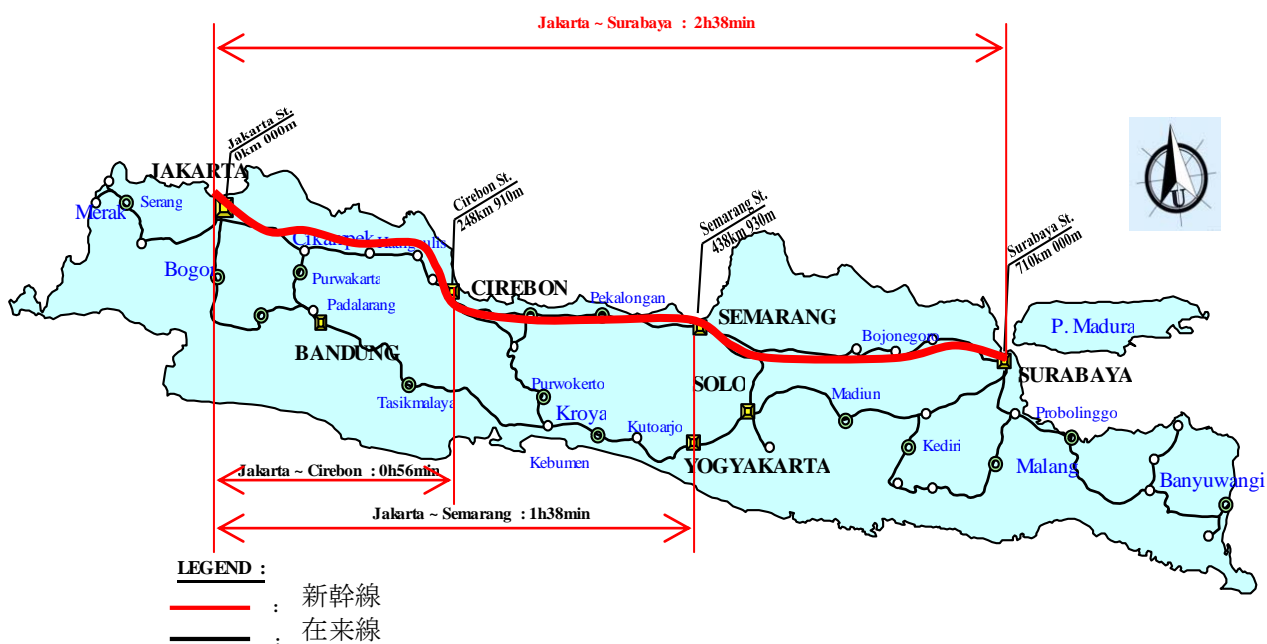 Jakarta ~ Surabaya : 2h38min
Jakarta St.
0km 000m
JAKARTA
Cirebon St.
248km 910m
Semarang St.
438km 930m
Surabaya St.
710km 000m
Merak
Serang
Cikampek
Bogor
Purwakarta
Padalarang
BANDUNG
CIREBON
Pekalongan
SEMARANG
Bojonegoro
P. Madura
SURABAYA
SOLO
Tasikmalaya
Purwokerto
Kroya
Kutoarjo
Madiun
Probolinggo
Kediri
Malang
Banyuwangi
Kebumen
YOGYAKARTA
Jakarta ~ Cirebon : 0h56min
Jakarta ~ Semarang : 1h38min
LEGEND :
: 新幹線
: 在来線